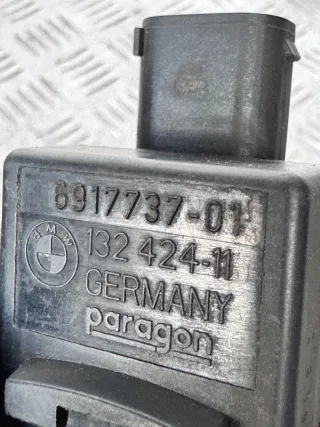 6917737-01
BMW
132 424-11
GERMANY
paragon